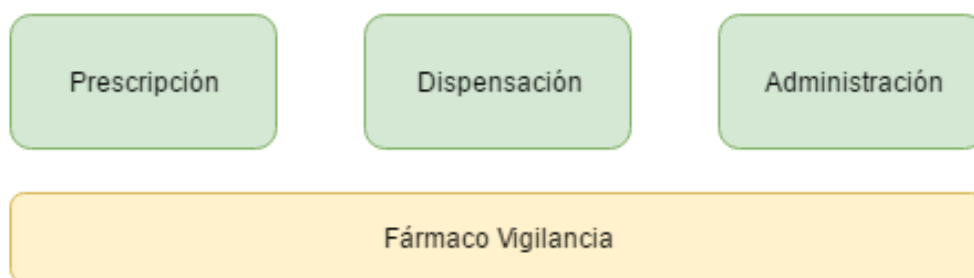 Prescripción
Dispensación
Administración
Fármaco Vigilancia